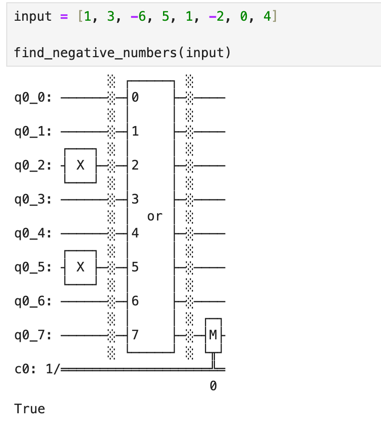 input = [1, 3, -6, 5, 1, -2, 0, 4]
find_negative_numbers(input)
q0_0: 0
q0_1: 1
q0_2: X 2
q0_3: 3
or
q0_4: 4
q0_5: X 5
q0_6: 6
q0_7: 7 M
c0: 1/
0
True